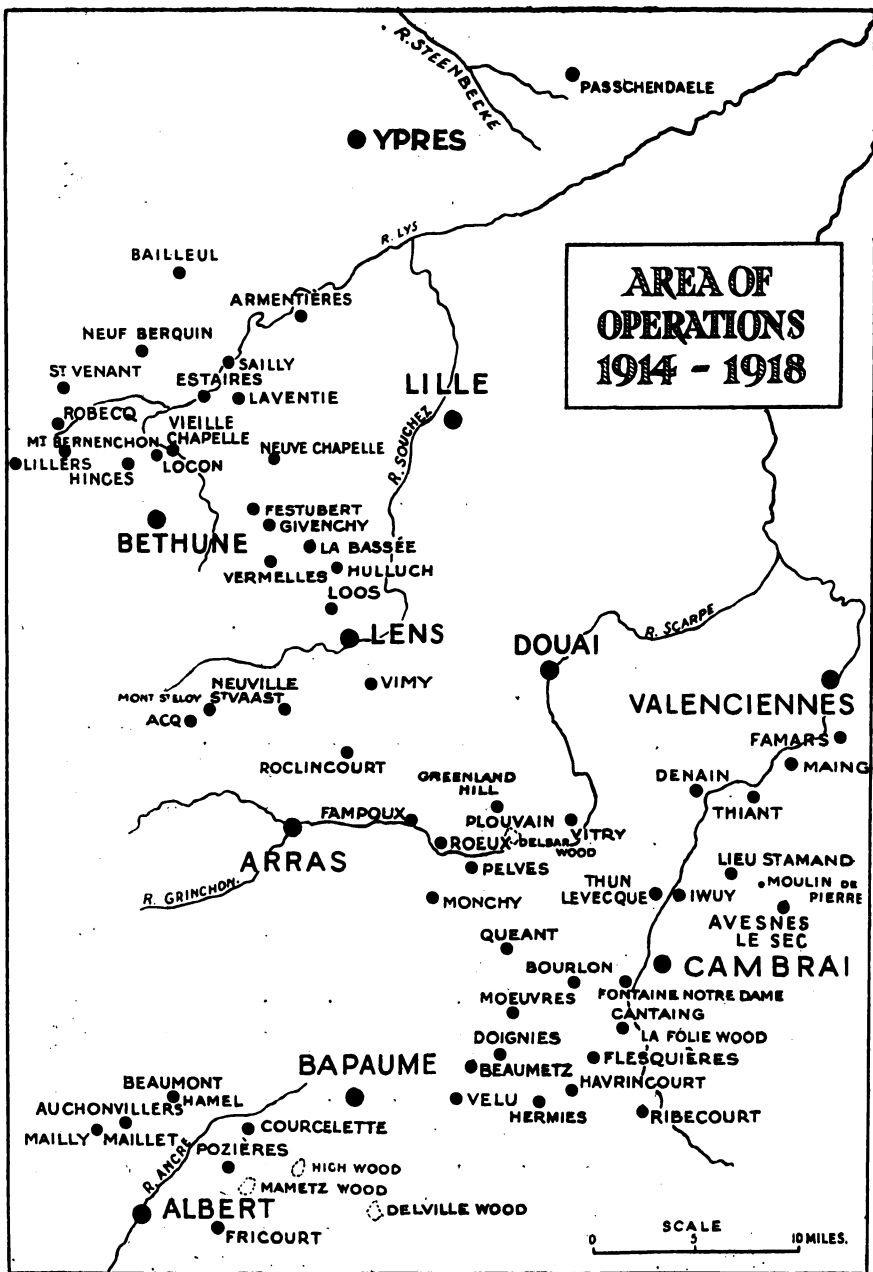 R. STEENBECKE
PASSCHENDAELE
YPRES
R. LYS
BAILLEUL
AREA OF
OPERATIONS
1914 - 1918
ARMENTIÈRES
NEUF BERQUIN
SAILLY
ST VENANT
ESTAIRES
LAVENTIE
LILLE
ROBECQ
VIEILLE
CHAPELLE
MT BERNENCHON
NEUVE CHAPELLE
R. SOUCHEZ
LILLERS
HINGES
LOCON
FESTUBERT
GIVENCHY
BETHUNE
LA BASSÉE
VERMELLES
HULLUCH
LOOS
LENS
R. SCARPE
DOUAI
VIMY
NEUVILLE
ST VAAST
MONT ST ELOY
ACQ
VALENCIENNES
FAMARS
ROCLINCOURT
MAING
GREENLAND
HILL
DENAIN
THIANT
FAMPOUX
PLOUVAIN
VITRY
ARRAS
ROEUX
DELBAR
WOOD
PELVES
LIEU ST AMAND
R. GRINCHON.
MONCHY
THUN
LEVECQUE
IWUY
MOULIN DE
PIERRE
AVESNES
LE SEC
QUEANT
BOURLON
CAMBRAI
MOEUVRES
FONTAINE NOTRE DAME
CANTAING
LA FOLIE WOOD
DOIGNIES
BAPAUME
BEAUMETZ
FLESQUIÈRES
BEAUMONT
HAMEL
HAVRINCOURT
AUCHONVILLERS
VELU
HERMIES
RIBECOURT
MAILLY
MAILLET
COURCELETTE
POZIÈRES
R. ANCRE
HIGH WOOD
MAMETZ WOOD
ALBERT
DELVILLE WOOD
FRICOURT
SCALE
0 5 10 MILES.